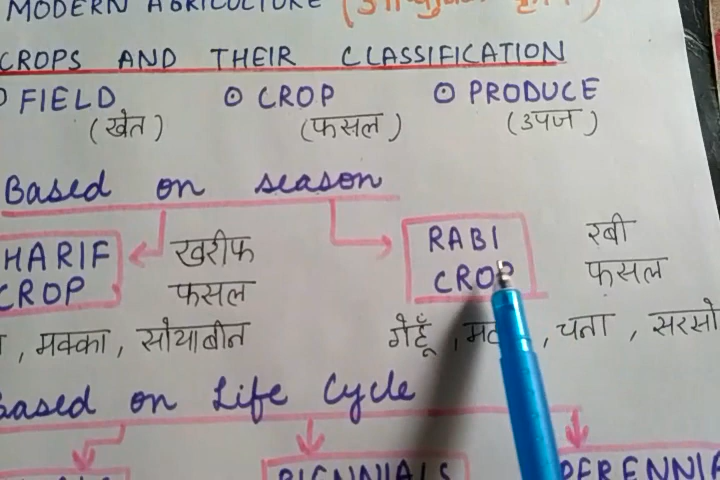 MODERN AGRICULTURE
CROPS AND THEIR CLASSIFICATION
FIELD ⊙ CROP ⊙ PRODUCE
(खेत) (फसल) (उपज)
Based on season
HARIF खरीफ RABI रबी
CROP फसल CROP फसल
, मक्का, सोयाबीन गेहूँ, , चना, सरसो
Based on Life Cycle
BIENNIALS PERENNIA